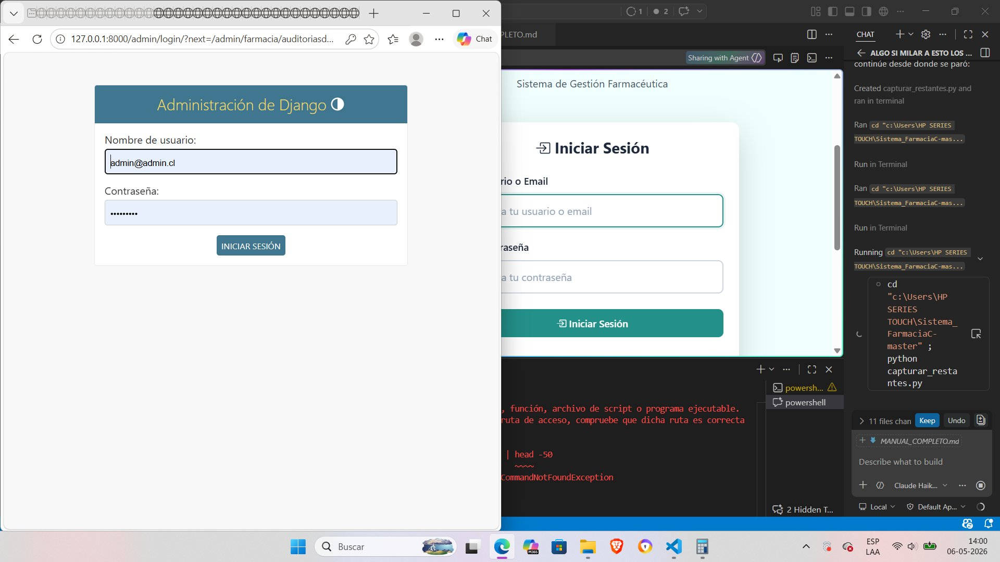 127.0.0.1:8000/admin/login/?next=/admin/farmacia/auditoriasd...
Chat
Administración de Django
Nombre de usuario:
admin@admin.cl
Contraseña:
•••••••••
INICIAR SESIÓN
1
2
PLETO.md
Sharing with Agent
Sistema de Gestión Farmacéutica
Iniciar Sesión
rio o Email
a tu usuario o email
raseña
a tu contraseña
Iniciar Sesión
, función, archivo de script o programa ejecutable.
ruta de acceso, compruebe que dicha ruta es correcta
| head -50
~~~~
CommandNotFoundException
powersh...
powershell
2 Hidden T...
CHAT
ALGO SI MILAR A ESTO LOS ...
continúe desde donde se paró:
Created capturar_restantes.py and
ran in terminal
Ran cd "c:\Users\HP SERIES
TOUCH\Sistema_FarmaciaC-mas...
Run in Terminal
Ran cd "c:\Users\HP SERIES
TOUCH\Sistema_FarmaciaC-mas...
Run in Terminal
Running cd "c:\Users\HP SERIES
TOUCH\Sistema_FarmaciaC-mas...
cd
"c:\Users\HP
SERIES
TOUCH\Sistema_
FarmaciaC-
master" ;
python
capturar_resta
ntes.py
11 files chan
Keep
Undo
MANUAL_COMPLETO.md
Describe what to build
Claude Haik...
Local
Default Ap...
Buscar
M365
ESP
LAA
14:00
06-05-2026